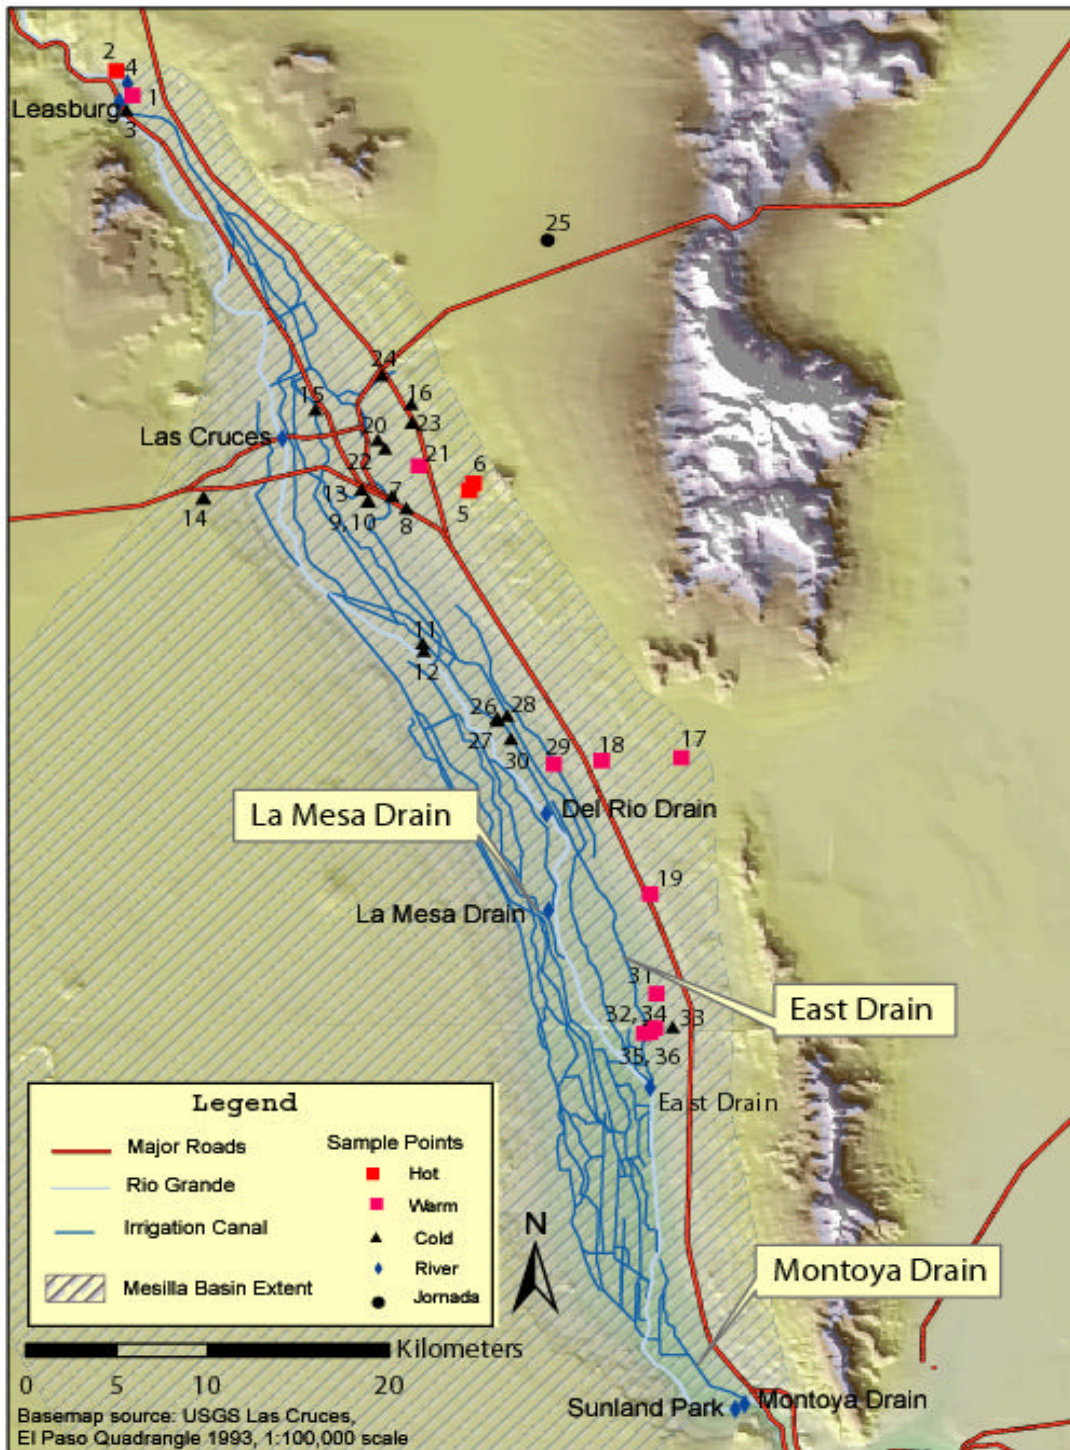 2
4
1
Leasburg
3
25
24
16
15
23
Las Cruces
20
21
22
6
7
13
5
14
9, 10
8
11
12
26
28
27
30
29
18
17
La Mesa Drain
Del Rio Drain
19
La Mesa Drain
31
East Drain
32, 34
33
35, 36
East Drain
Legend
Major Roads
Sample Points
Hot
Rio Grande
Warm
Irrigation Canal
Cold
River
Mesilla Basin Extent
Jornada
N
Montoya Drain
Kilometers
0 5 10 20
Montoya Drain
Sunland Park
Basemap source: USGS Las Cruces,
El Paso Quadrangle 1993, 1:100,000 scale